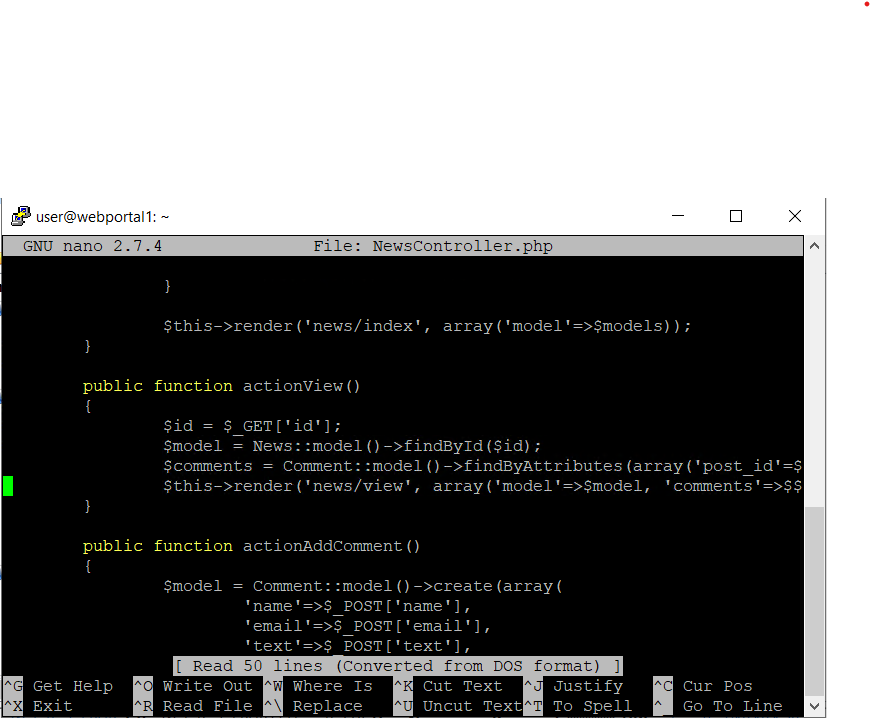 user@webportal1: ~
GNU nano 2.7.4 File: NewsController.php
}
$this->render('news/index', array('model'=>$models));
}
public function actionView()
{
$id = $_GET['id'];
$model = News::model()->findById($id);
$comments = Comment::model()->findByAttributes(array('post_id'=$
$this->render('news/view', array('model'=>$model, 'comments'=>$$
}
public function actionAddComment()
{
$model = Comment::model()->create(array(
'name'=>$_POST['name'],
'email'=>$_POST['email'],
'text'=>$_POST['text'],
[ Read 50 lines (Converted from DOS format) ]
^G Get Help ^O Write Out ^W Where Is ^K Cut Text ^J Justify ^C Cur Pos
^X Exit ^R Read File ^\ Replace ^U Uncut Text ^T To Spell ^_ Go To Line